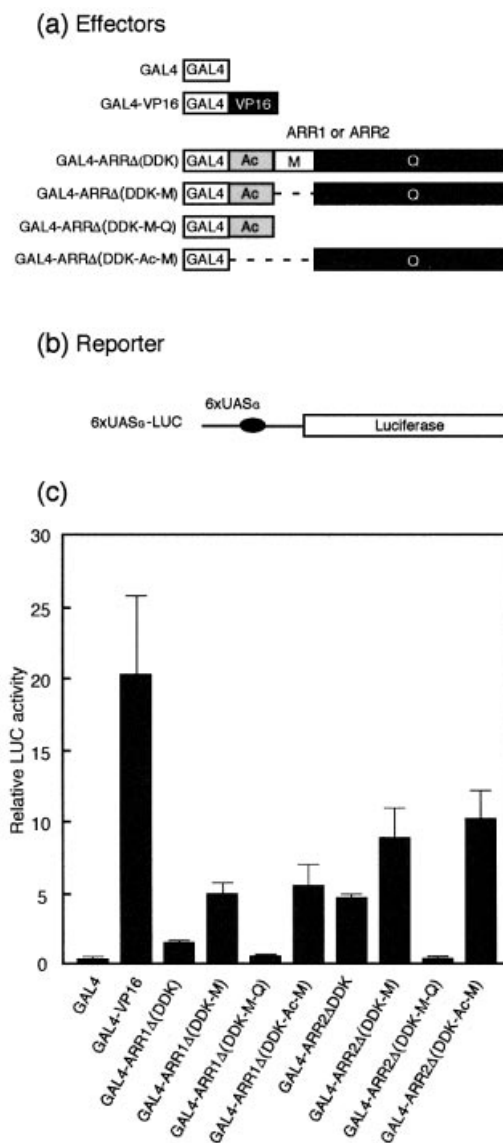 (a) Effectors
GAL4 GAL4
GAL4-VP16 GAL4 VP16
ARR1 or ARR2
GAL4-ARRΔ(DDK) GAL4 Ac M Q
GAL4-ARRΔ(DDK-M) GAL4 Ac Q
GAL4-ARRΔ(DDK-M-Q) GAL4 Ac
GAL4-ARRΔ(DDK-Ac-M) GAL4 Q
(b) Reporter
6xUASG
6xUASG-LUC Luciferase
(c)
30
25
20
15
10
5
0
Relative LUC activity
GAL4
GAL4-VP16
GAL4-ARR1Δ(DDK)
GAL4-ARR1Δ(DDK-M)
GAL4-ARR1Δ(DDK-M-Q)
GAL4-ARR1Δ(DDK-Ac-M)
GAL4-ARR2ΔDDK
GAL4-ARR2Δ(DDK-M)
GAL4-ARR2Δ(DDK-M-Q)
GAL4-ARR2Δ(DDK-Ac-M)